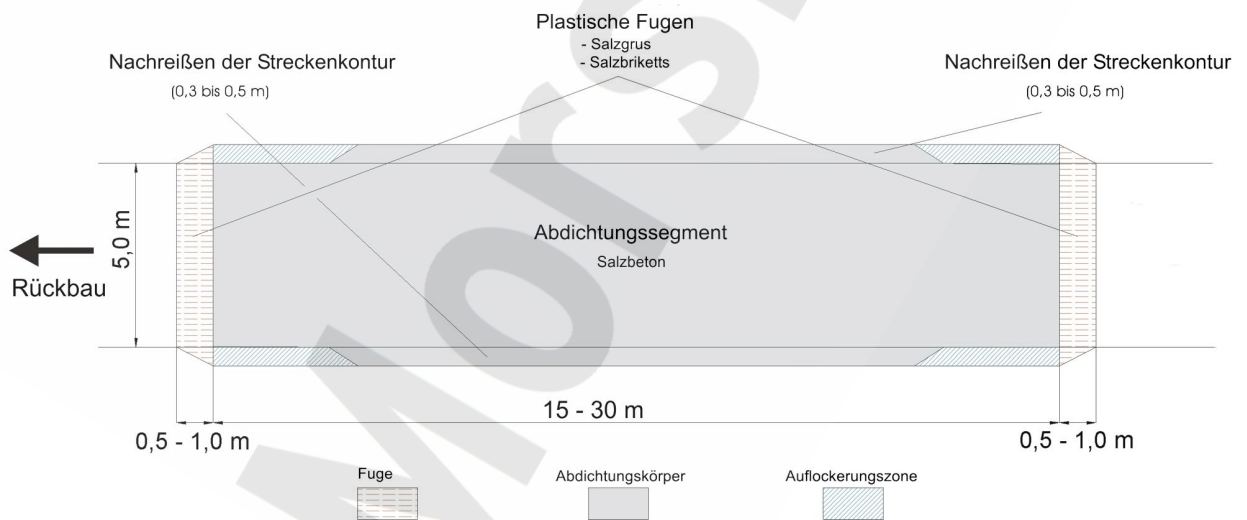 Plastische Fugen
- Salzgrus
- Salzbriketts
Nachreißen der Streckenkontur
(0,3 bis 0,5 m)
Nachreißen der Streckenkontur
(0,3 bis 0,5 m)
5,0 m
Rückbau
Abdichtungssegment
Salzbeton
15 - 30 m
0,5 - 1,0 m
0,5 - 1,0 m
Fuge
Abdichtungskörper
Auflockerungszone